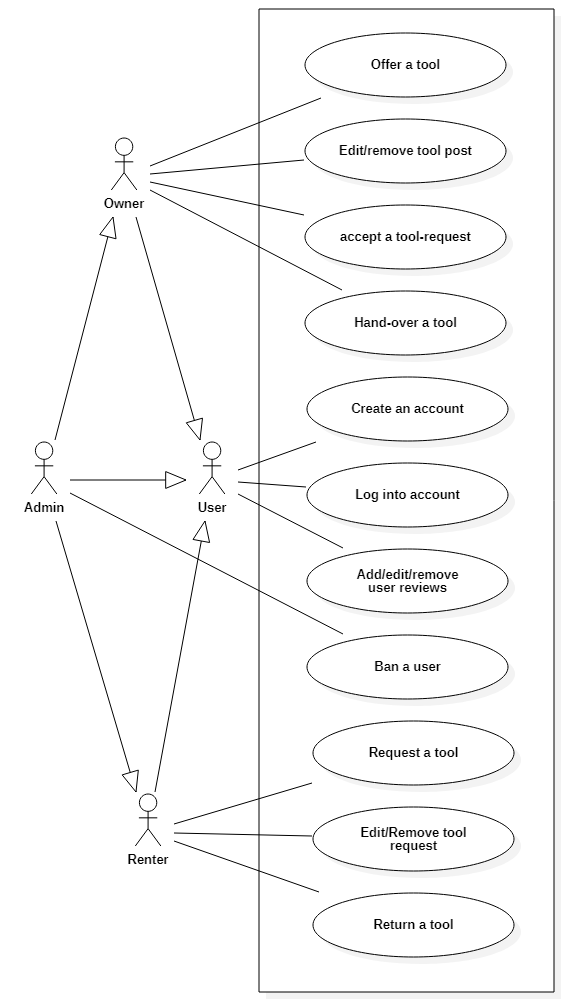 Offer a tool
Edit/remove tool post
Owner
accept a tool-request
Hand-over a tool
Create an account
Log into account
Admin
User
Add/edit/remove
user reviews
Ban a user
Request a tool
Edit/Remove tool
request
Renter
Return a tool